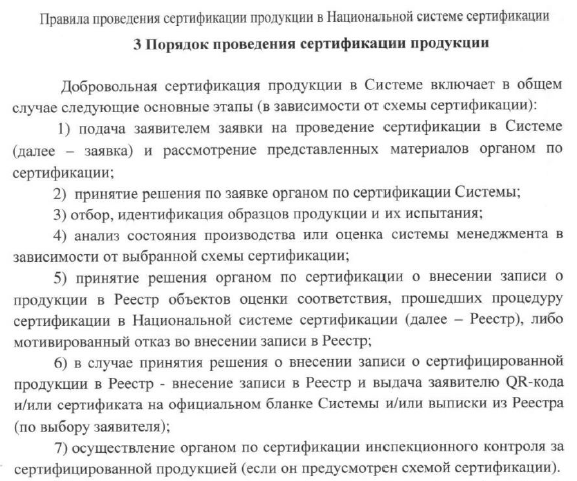 Правила проведения сертификации продукции в Национальной системе сертификации
3 Порядок проведения сертификации продукции
Добровольная сертификация продукции в Системе включает в общем
случае следующие основные этапы (в зависимости от схемы сертификации):
1) подача заявителем заявки на проведение сертификации в Системе
(далее – заявка) и рассмотрение представленных материалов органом по
сертификации;
2) принятие решения по заявке органом по сертификации Системы;
3) отбор, идентификация образцов продукции и их испытания;
4) анализ состояния производства или оценка системы менеджмента в
зависимости от выбранной схемы сертификации;
5) принятие решения органом по сертификации о внесении записи о
продукции в Реестр объектов оценки соответствия, прошедших процедуру
сертификации в Национальной системе сертификации (далее – Реестр), либо
мотивированный отказ во внесении записи в Реестр;
6) в случае принятия решения о внесении записи о сертифицированной
продукции в Реестр - внесение записи в Реестр и выдача заявителю QR-кода
и/или сертификата на официальном бланке Системы и/или выписки из Реестра
(по выбору заявителя);
7) осуществление органом по сертификации инспекционного контроля за
сертифицированной продукцией (если он предусмотрен схемой сертификации).